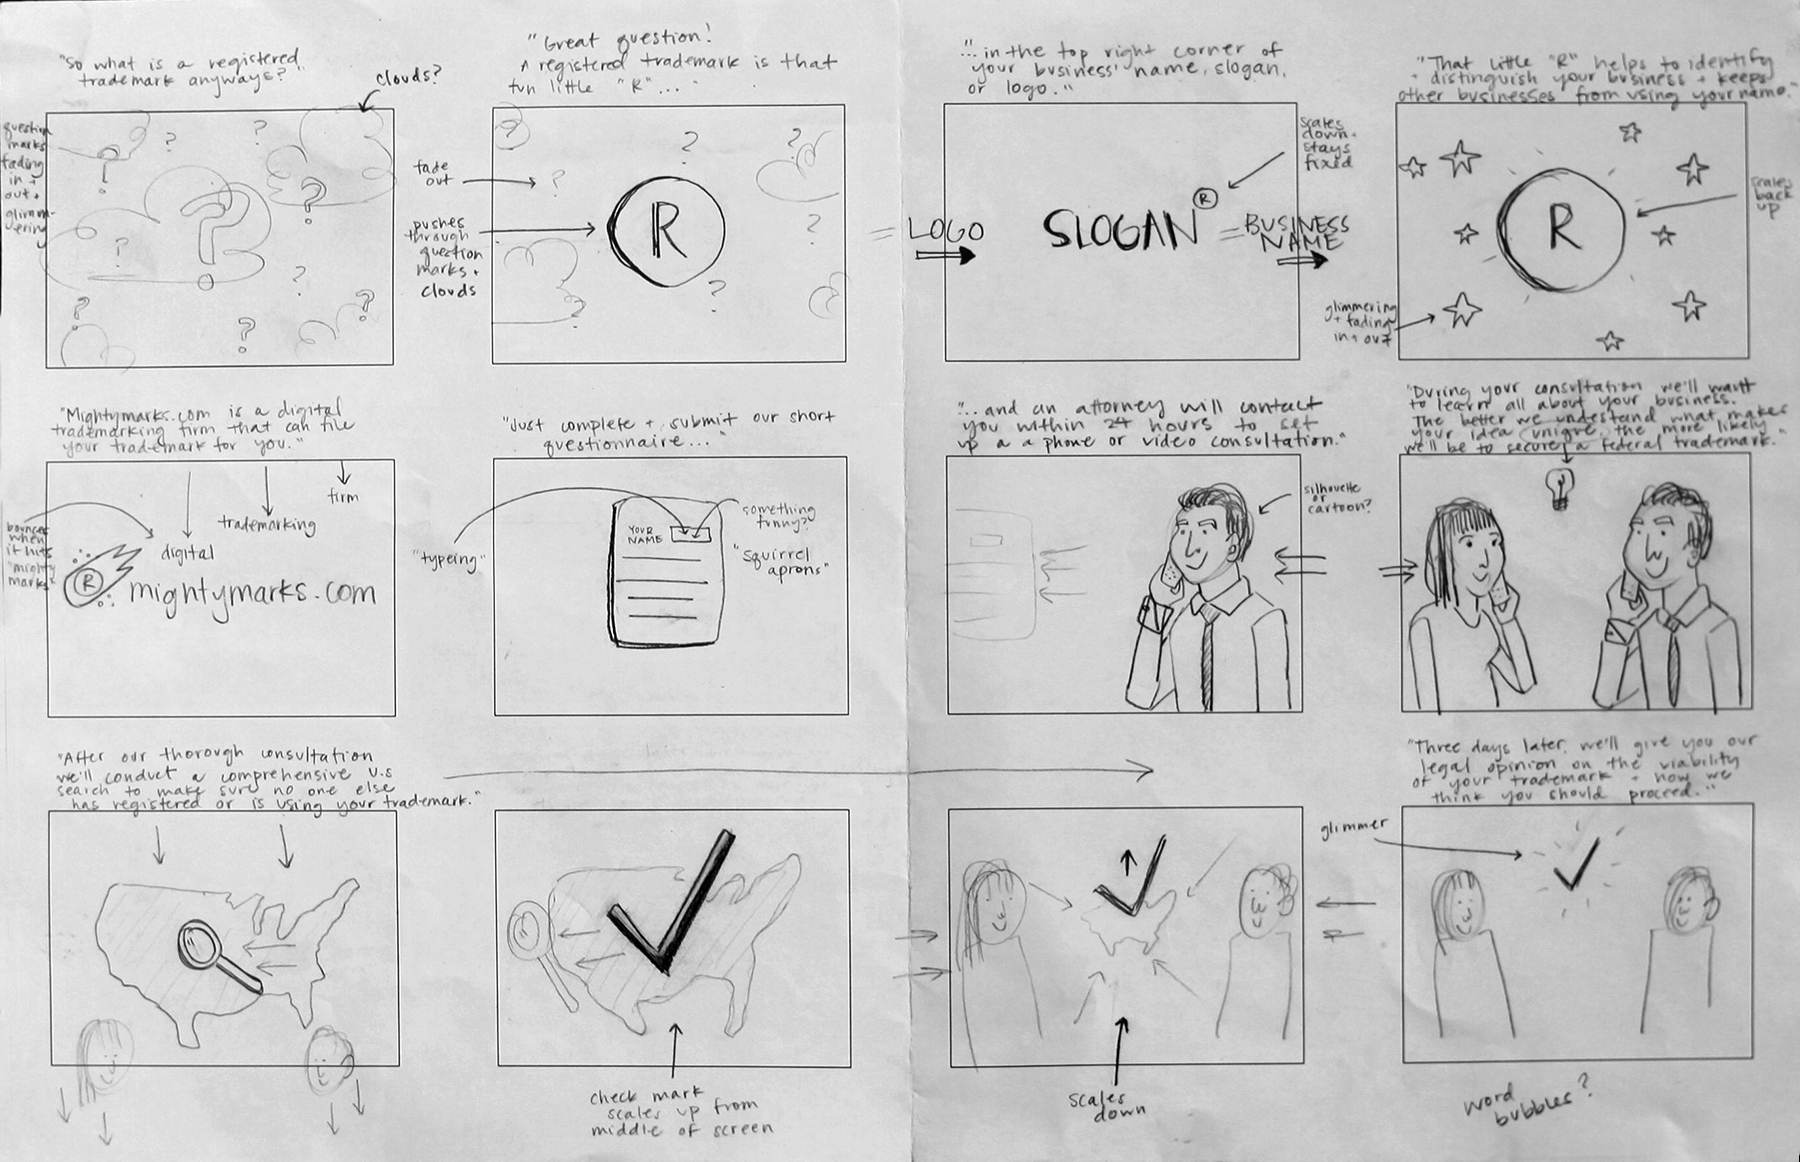 "So what is a registered
trademark anyways?"
clouds?
question
marks
fading
in +
out +
glimm-
ering
?
"Great question!
A registered trademark is that
fun little "R"...
fade
out
pushes
through
question
marks +
clouds
R
"... in the top right corner of
your business' name, slogan,
or logo."
scales
down.
stays
fixed
= LOGO
SLOGAN ®
= BUSINESS
NAME
"That little "R" helps to identify
+ distinguish your business + keeps
other businesses from using your name."
scales
back
up
R
glimmering
+ fading
in + out
"Mightymarks.com is a digital
trademarking firm that can file
your trademark for you."
firm
trademarking
digital
bounces
when
it hits
"mighty
marks"
R
mightymarks.com
"Just complete + submit our short
questionnaire..."
"typeing"
YOUR
NAME
something
funny?
"squirrel
aprons"
"... and an attorney will contact
you within 24 hours to set
up a a phone or video consultation."
silhouette
or
cartoon?
"During your consultation we'll want
to learn all about your business.
The better we undestand what makes
your idea unique, the more likely
we'll be to secure a federal trademark."
"After our thorough consultation
we'll conduct a comprehensive U.S
search to make sure no one else
has registered or is using your trademark."
check mark
scales up from
middle of screen
scales
down
"Three days later, we'll give you our
legal opinion on the viability
of your trademark + how we
think you should proceed."
glimmer
word
bubbles?